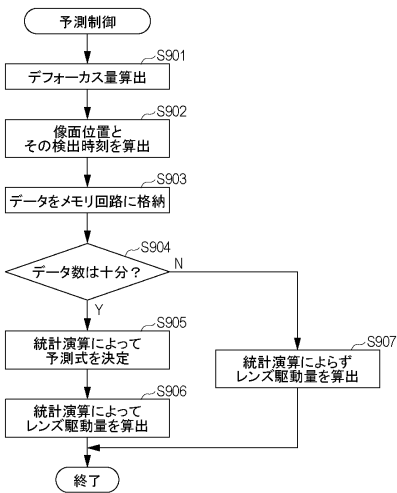 予測制御
S901
デフォーカス量算出
S902
像面位置と
その検出時刻を算出
S903
データをメモリ回路に格納
S904
データ数は十分？
N
Y
S905
統計演算によって
予測式を決定
S907
統計演算によらず
レンズ駆動量を算出
S906
統計演算によって
レンズ駆動量を算出
終了